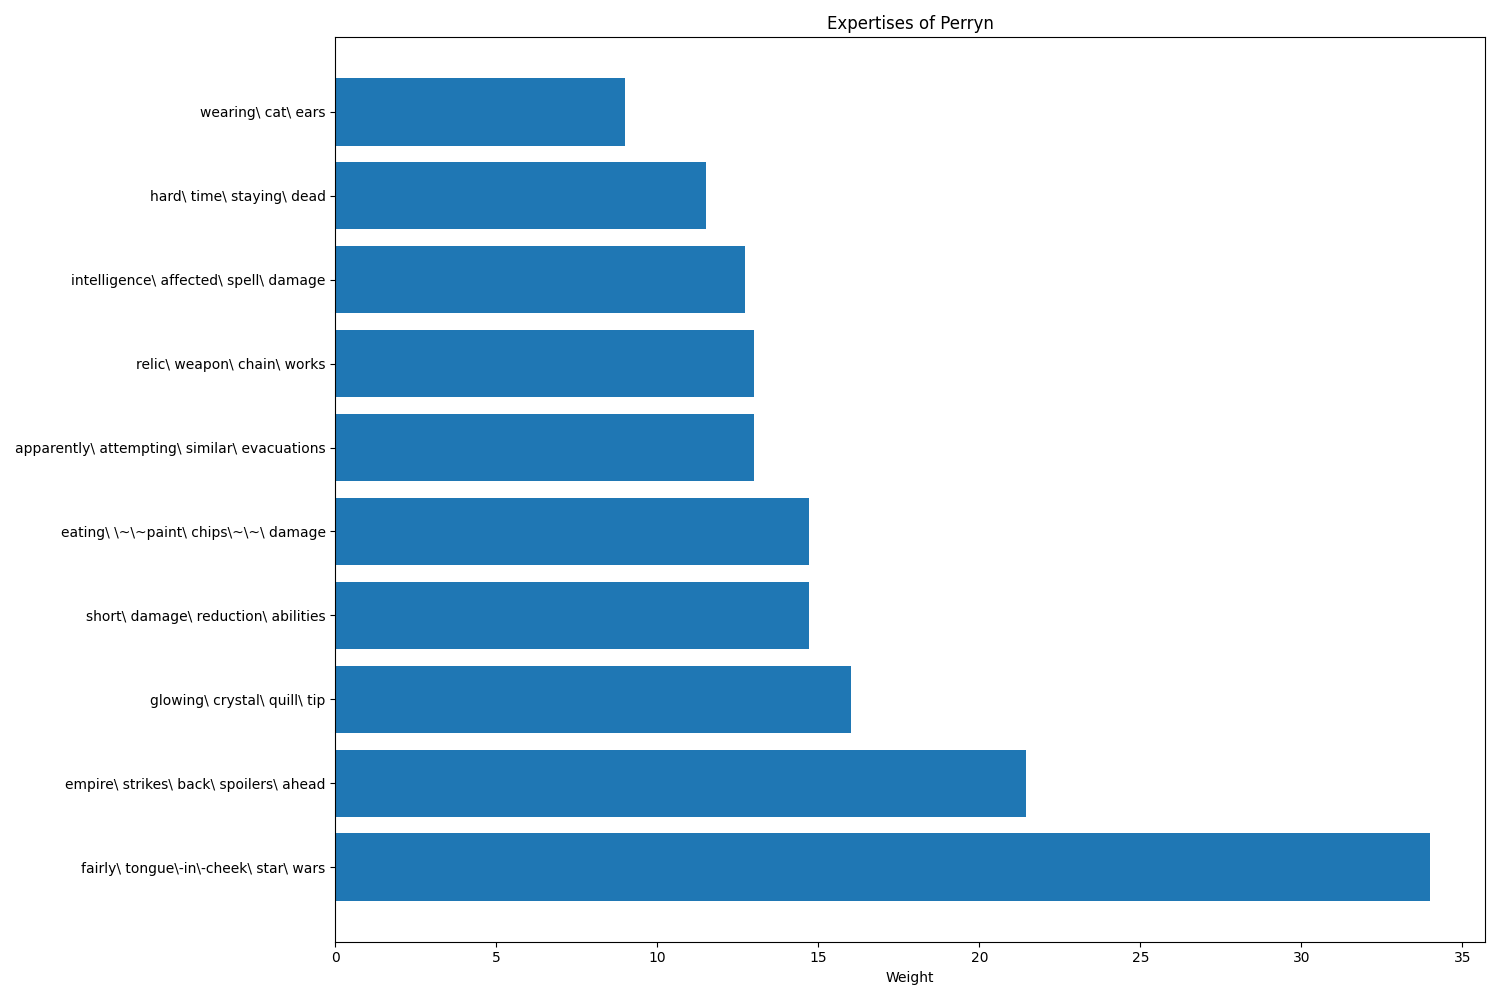 Expertises of Perryn
wearing\ cat\ ears
hard\ time\ staying\ dead
intelligence\ affected\ spell\ damage
relic\ weapon\ chain\ works
apparently\ attempting\ similar\ evacuations
eating\ \~\~paint\ chips\~\~\ damage
short\ damage\ reduction\ abilities
glowing\ crystal\ quill\ tip
empire\ strikes\ back\ spoilers\ ahead
fairly\ tongue\-in\-cheek\ star\ wars
0 5 10 15 20 25 30 35
Weight